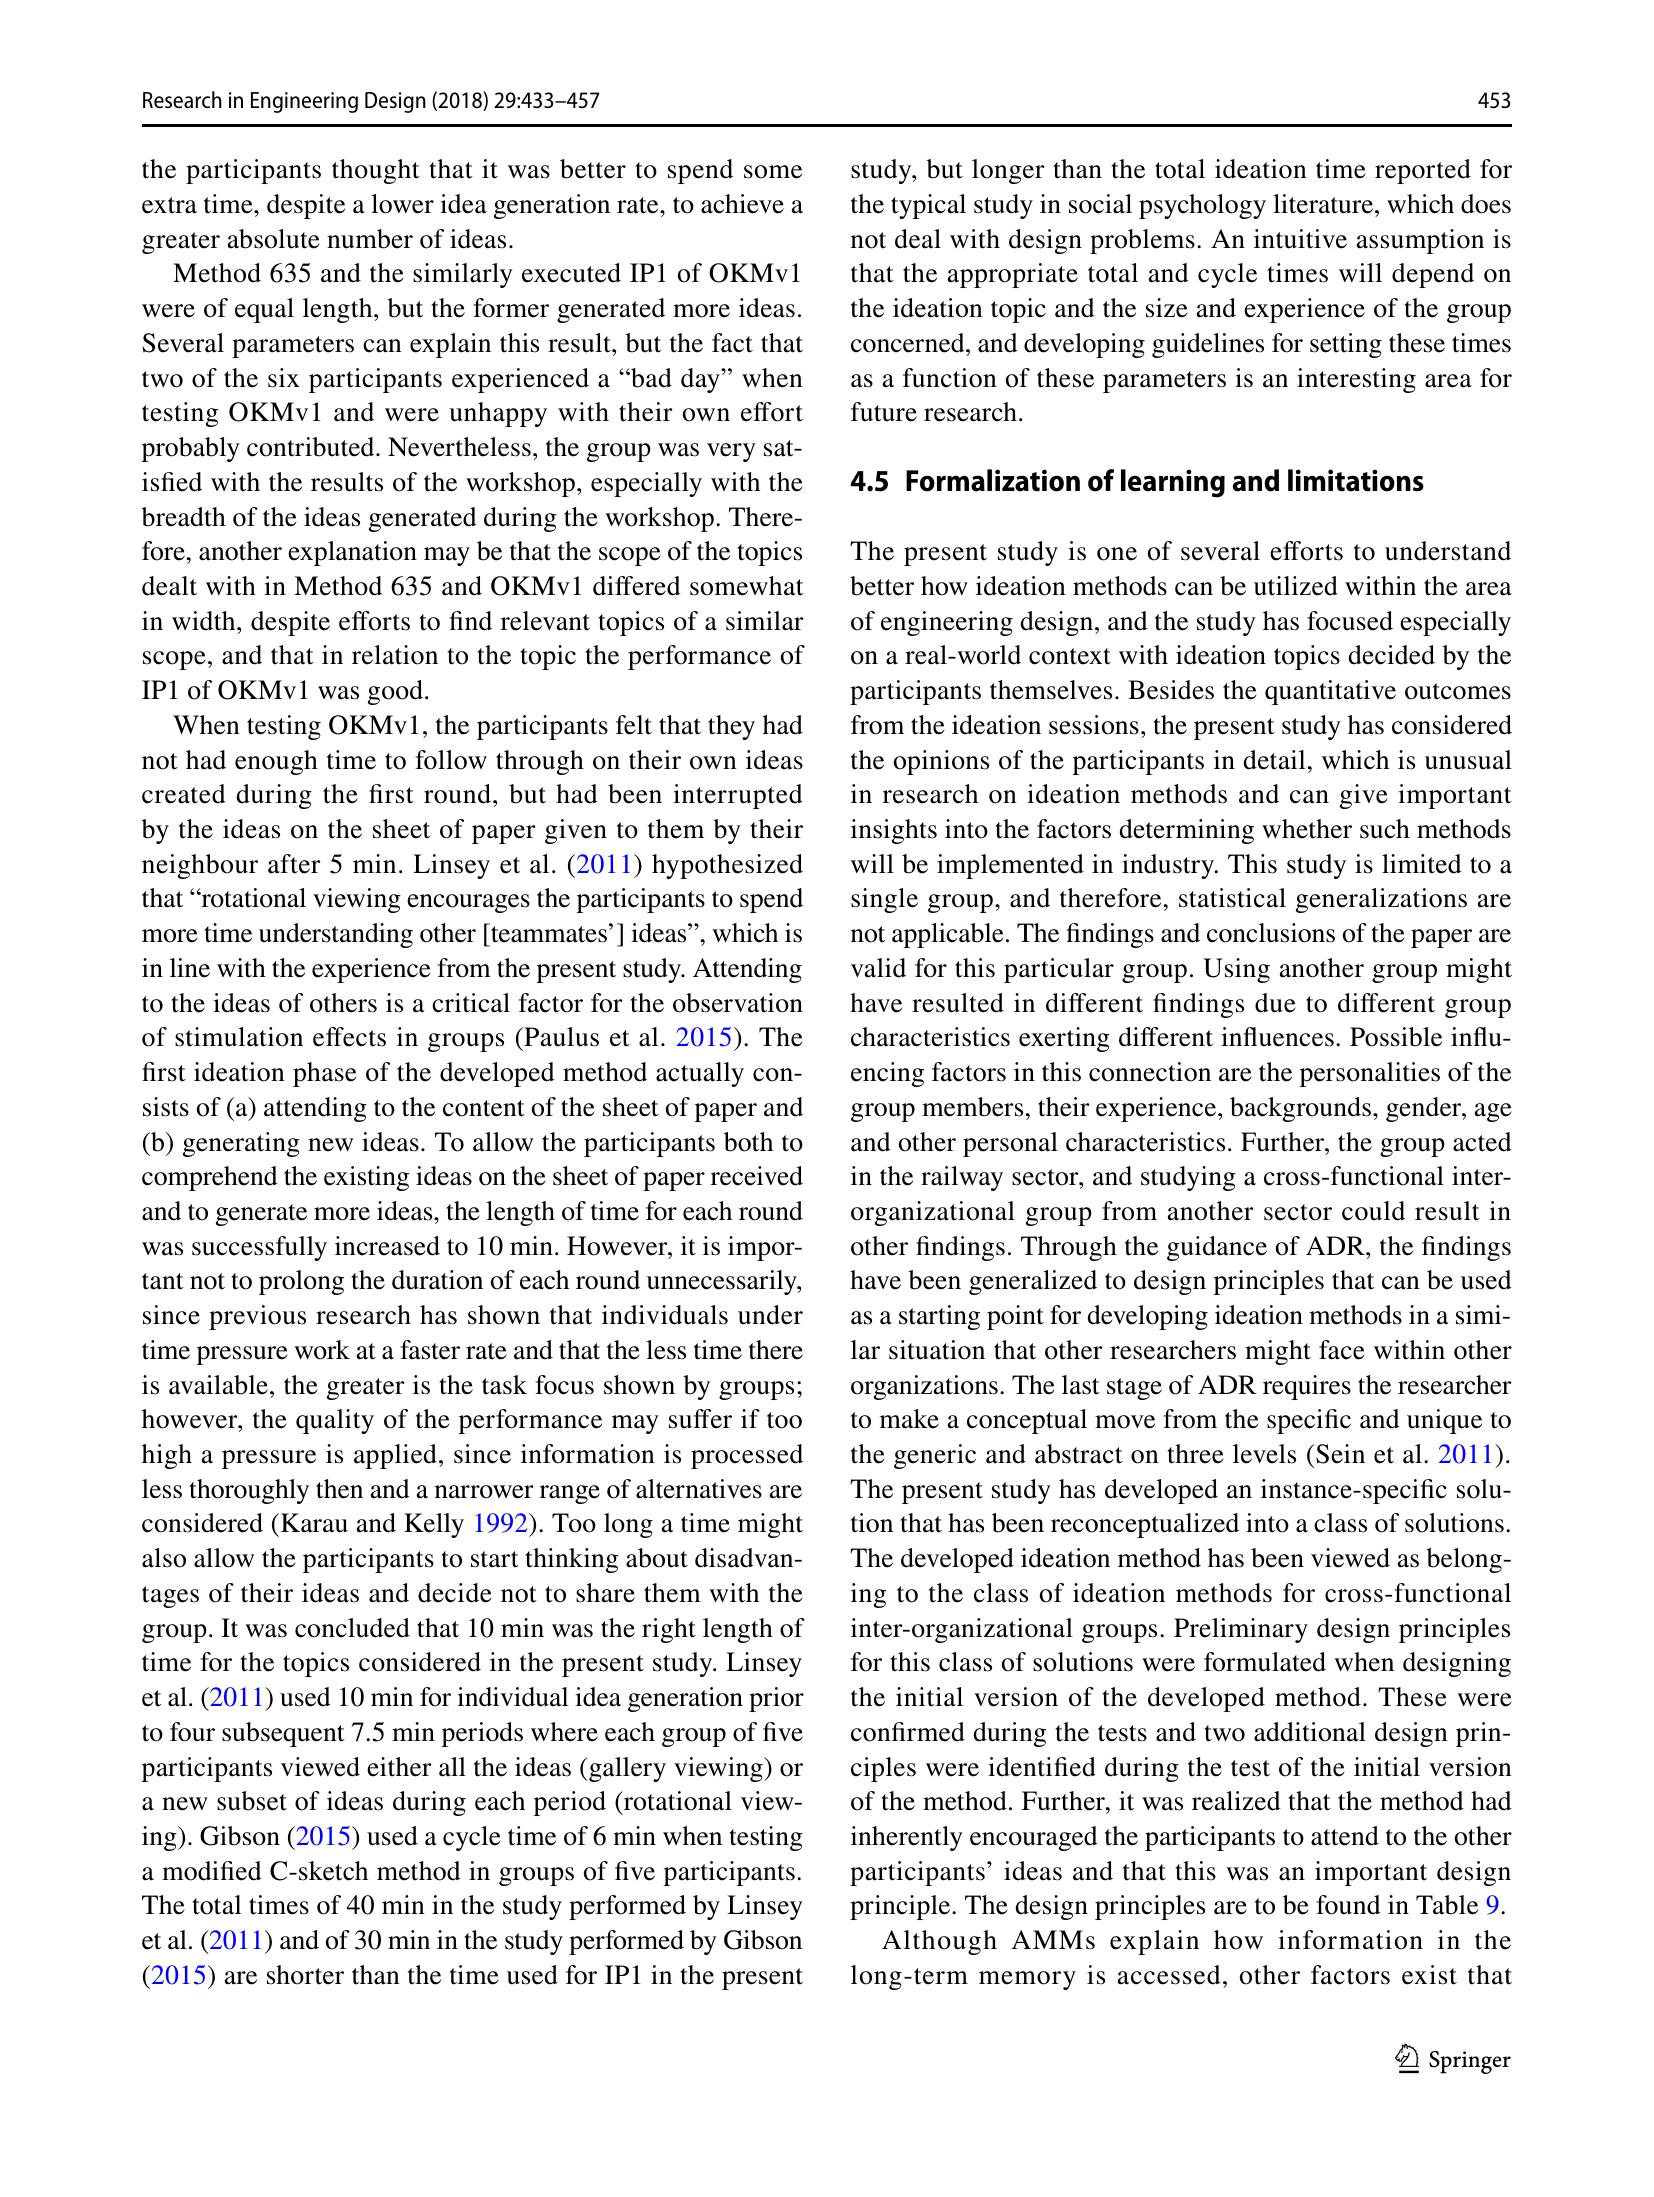 Research in Engineering Design (2018) 29:433–457
453
the participants thought that it was better to spend some
extra time, despite a lower idea generation rate, to achieve a
greater absolute number of ideas.
Method 635 and the similarly executed IP1 of OKMv1
were of equal length, but the former generated more ideas.
Several parameters can explain this result, but the fact that
two of the six participants experienced a “bad day” when
testing OKMv1 and were unhappy with their own effort
probably contributed. Nevertheless, the group was very sat-
isfied with the results of the workshop, especially with the
breadth of the ideas generated during the workshop. There-
fore, another explanation may be that the scope of the topics
dealt with in Method 635 and OKMv1 differed somewhat
in width, despite efforts to find relevant topics of a similar
scope, and that in relation to the topic the performance of
IP1 of OKMv1 was good.
When testing OKMv1, the participants felt that they had
not had enough time to follow through on their own ideas
created during the first round, but had been interrupted
by the ideas on the sheet of paper given to them by their
neighbour after 5 min. Linsey et al. (2011) hypothesized
that “rotational viewing encourages the participants to spend
more time understanding other [teammates’] ideas”, which is
in line with the experience from the present study. Attending
to the ideas of others is a critical factor for the observation
of stimulation effects in groups (Paulus et al. 2015). The
first ideation phase of the developed method actually con-
sists of (a) attending to the content of the sheet of paper and
(b) generating new ideas. To allow the participants both to
comprehend the existing ideas on the sheet of paper received
and to generate more ideas, the length of time for each round
was successfully increased to 10 min. However, it is impor-
tant not to prolong the duration of each round unnecessarily,
since previous research has shown that individuals under
time pressure work at a faster rate and that the less time there
is available, the greater is the task focus shown by groups;
however, the quality of the performance may suffer if too
high a pressure is applied, since information is processed
less thoroughly then and a narrower range of alternatives are
considered (Karau and Kelly 1992). Too long a time might
also allow the participants to start thinking about disadvan-
tages of their ideas and decide not to share them with the
group. It was concluded that 10 min was the right length of
time for the topics considered in the present study. Linsey
et al. (2011) used 10 min for individual idea generation prior
to four subsequent 7.5 min periods where each group of five
participants viewed either all the ideas (gallery viewing) or
a new subset of ideas during each period (rotational view-
ing). Gibson (2015) used a cycle time of 6 min when testing
a modified C-sketch method in groups of five participants.
The total times of 40 min in the study performed by Linsey
et al. (2011) and of 30 min in the study performed by Gibson
(2015) are shorter than the time used for IP1 in the present
study, but longer than the total ideation time reported for
the typical study in social psychology literature, which does
not deal with design problems. An intuitive assumption is
that the appropriate total and cycle times will depend on
the ideation topic and the size and experience of the group
concerned, and developing guidelines for setting these times
as a function of these parameters is an interesting area for
future research.
4.5 Formalization of learning and limitations
The present study is one of several efforts to understand
better how ideation methods can be utilized within the area
of engineering design, and the study has focused especially
on a real-world context with ideation topics decided by the
participants themselves. Besides the quantitative outcomes
from the ideation sessions, the present study has considered
the opinions of the participants in detail, which is unusual
in research on ideation methods and can give important
insights into the factors determining whether such methods
will be implemented in industry. This study is limited to a
single group, and therefore, statistical generalizations are
not applicable. The findings and conclusions of the paper are
valid for this particular group. Using another group might
have resulted in different findings due to different group
characteristics exerting different influences. Possible influ-
encing factors in this connection are the personalities of the
group members, their experience, backgrounds, gender, age
and other personal characteristics. Further, the group acted
in the railway sector, and studying a cross-functional inter-
organizational group from another sector could result in
other findings. Through the guidance of ADR, the findings
have been generalized to design principles that can be used
as a starting point for developing ideation methods in a simi-
lar situation that other researchers might face within other
organizations. The last stage of ADR requires the researcher
to make a conceptual move from the specific and unique to
the generic and abstract on three levels (Sein et al. 2011).
The present study has developed an instance-specific solu-
tion that has been reconceptualized into a class of solutions.
The developed ideation method has been viewed as belong-
ing to the class of ideation methods for cross-functional
inter-organizational groups. Preliminary design principles
for this class of solutions were formulated when designing
the initial version of the developed method. These were
confirmed during the tests and two additional design prin-
ciples were identified during the test of the initial version
of the method. Further, it was realized that the method had
inherently encouraged the participants to attend to the other
participants’ ideas and that this was an important design
principle. The design principles are to be found in Table 9.
Although AMMs explain how information in the
long-term memory is accessed, other factors exist that
Springer